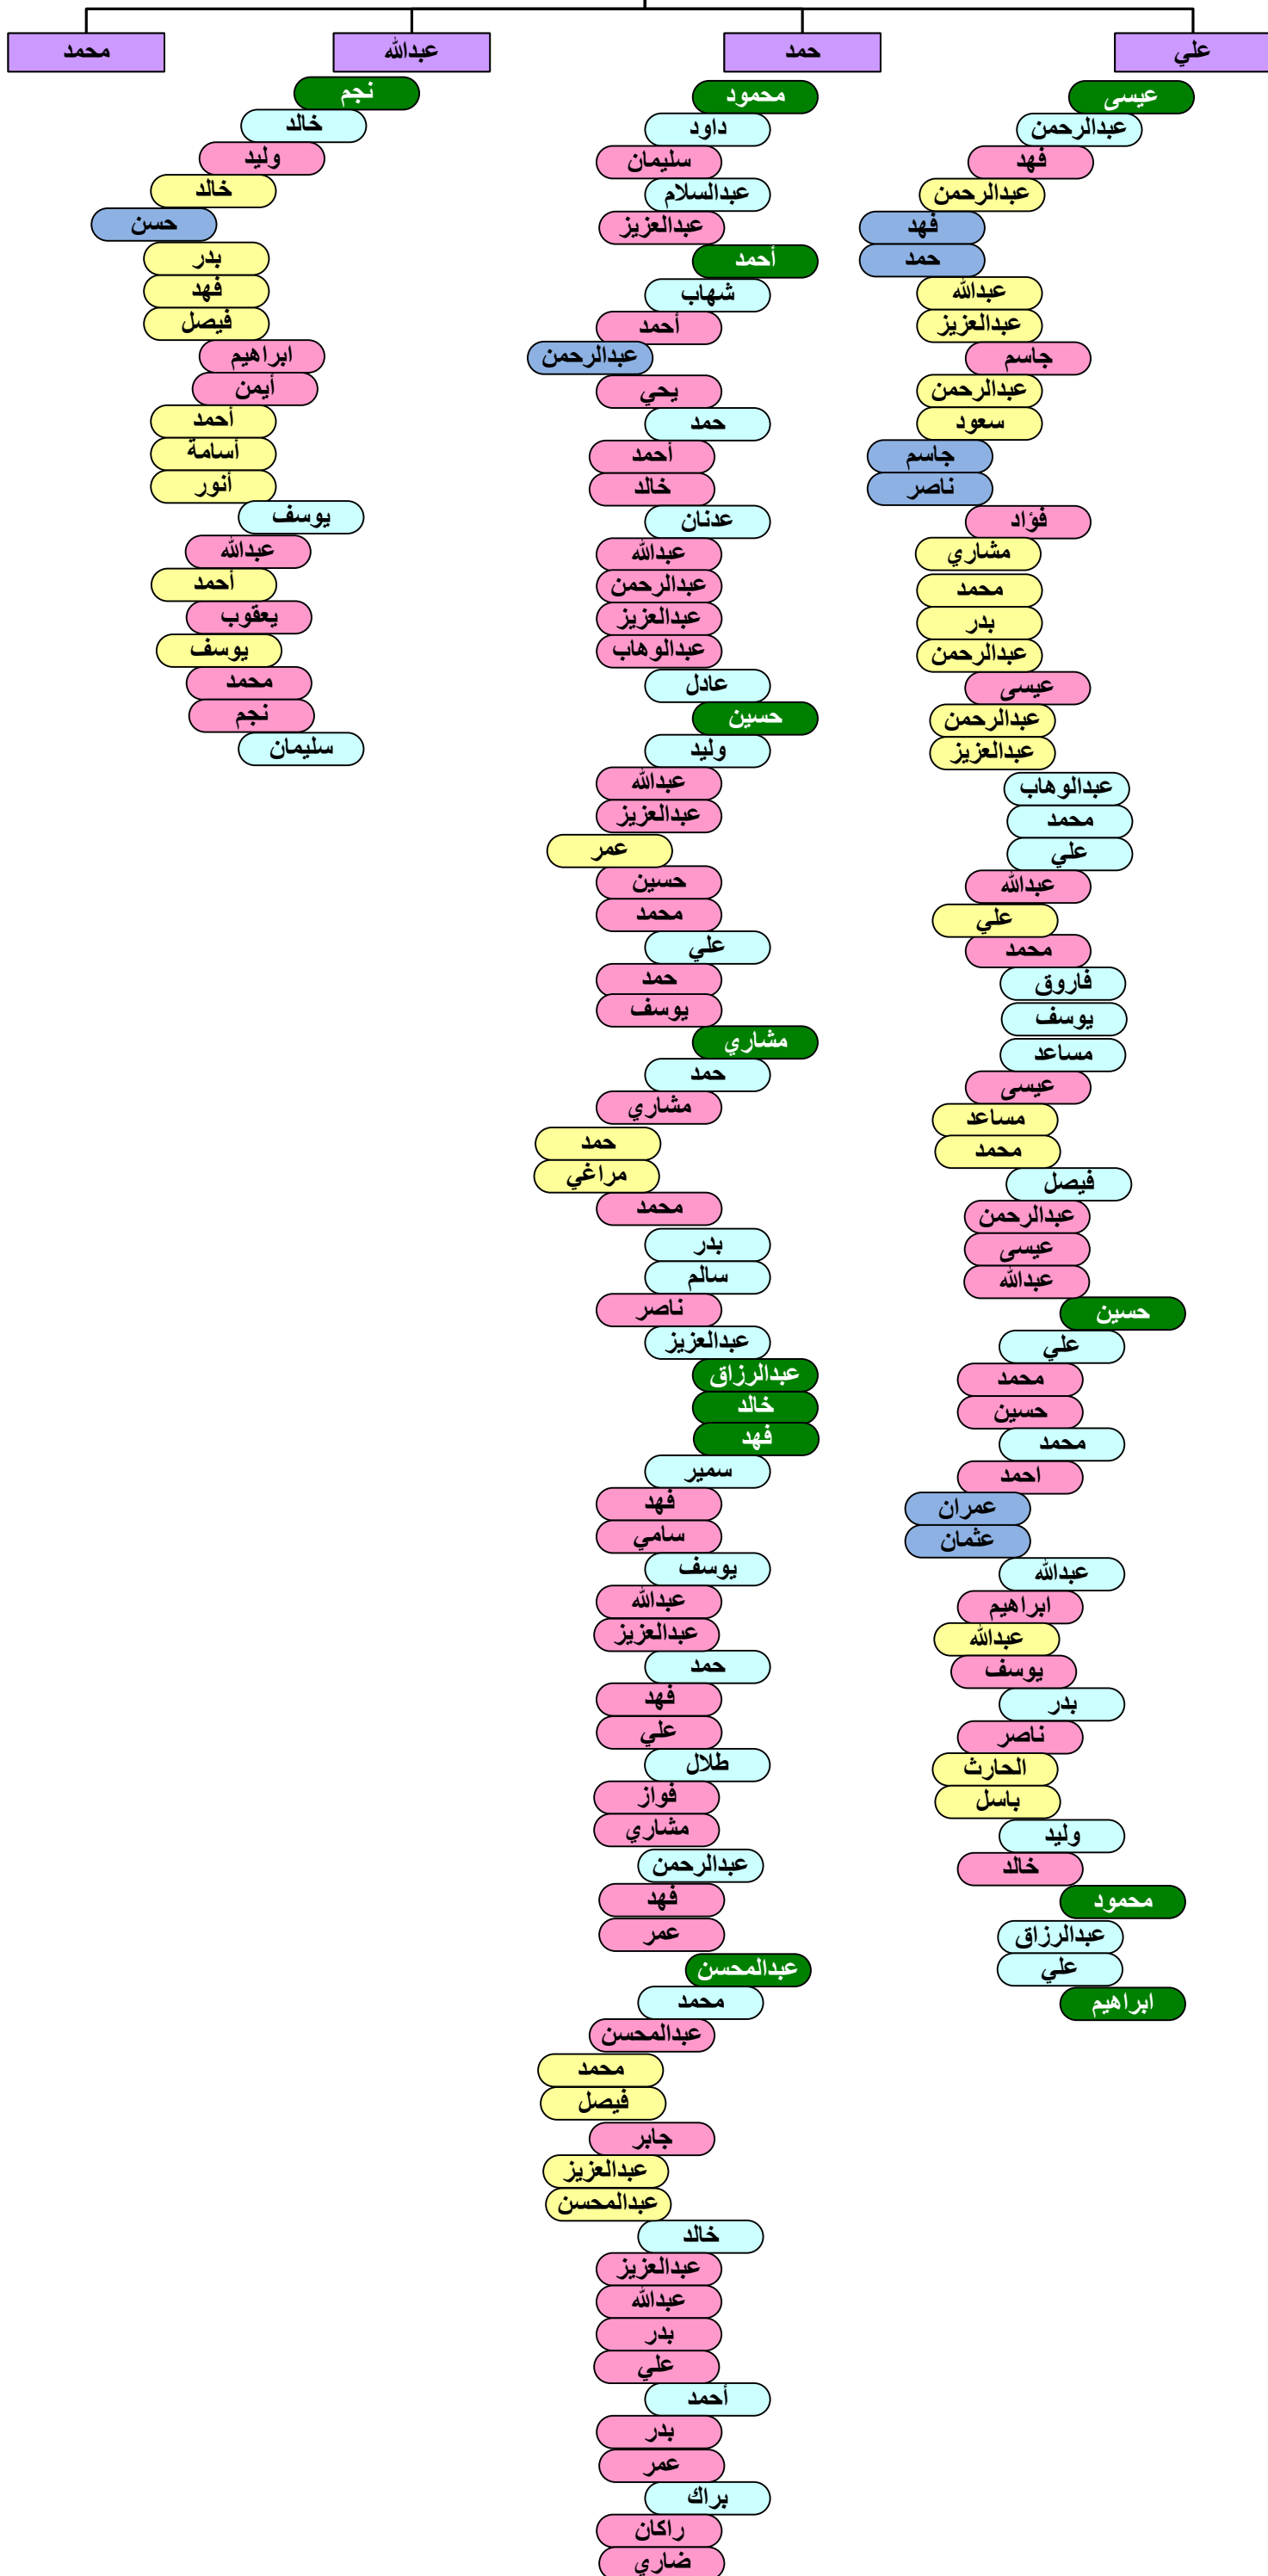 علي
حمد
عبدالله
محمد
عيسى
عبدالرحمن
فهد
عبدالرحمن
فهد
حمد
عبدالله
عبدالعزيز
جاسم
عبدالرحمن
سعود
جاسم
ناصر
فؤاد
مشاري
محمد
بدر
عبدالرحمن
عيسى
عبدالرحمن
عبدالعزيز
عبدالوهاب
محمد
علي
عبدالله
علي
محمد
فاروق
يوسف
مساعد
عيسى
مساعد
محمد
فيصل
عبدالرحمن
عيسى
عبدالله
حسين
علي
محمد
حسين
محمد
احمد
عمران
عثمان
عبدالله
ابراهيم
عبدالله
يوسف
بدر
ناصر
الحارث
باسل
وليد
خالد
محمود
عبدالرزاق
علي
ابراهيم
محمود
داود
سليمان
عبدالسلام
عبدالعزيز
أحمد
شهاب
أحمد
عبدالرحمن
يحي
حمد
أحمد
خالد
عدنان
عبدالله
عبدالرحمن
عبدالعزيز
عبدالوهاب
عادل
حسين
وليد
عبدالله
عبدالعزيز
عمر
حسين
محمد
علي
حمد
يوسف
مشاري
حمد
مشاري
حمد
مراغي
محمد
بدر
سالم
ناصر
عبدالعزيز
عبدالرزاق
خالد
فهد
سمير
فهد
سامي
يوسف
عبدالله
عبدالعزيز
حمد
فهد
علي
طلال
فواز
مشاري
عبدالرحمن
فهد
عمر
عبدالمحسن
محمد
عبدالمحسن
محمد
فيصل
جابر
عبدالعزيز
عبدالمحسن
خالد
عبدالعزيز
عبدالله
بدر
علي
أحمد
بدر
عمر
براك
راكان
ضاري
نجم
خالد
وليد
خالد
حسن
بدر
فهد
فيصل
ابراهيم
أيمن
أحمد
أسامة
أنور
يوسف
عبدالله
أحمد
يعقوب
يوسف
محمد
نجم
سليمان